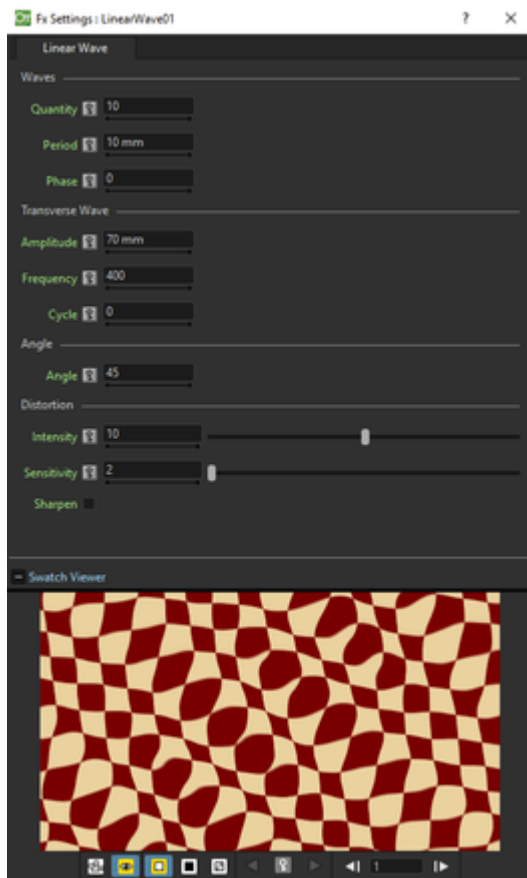 Fx Settings : LinearWave01
Linear Wave
Waves
Quantity 10
Period 10 mm
Phase 0
Transverse Wave
Amplitude 70 mm
Frequency 400
Cycle 0
Angle
Angle 45
Distortion
Intensity 10
Sensitivity 2
Sharpen
Swatch Viewer
1